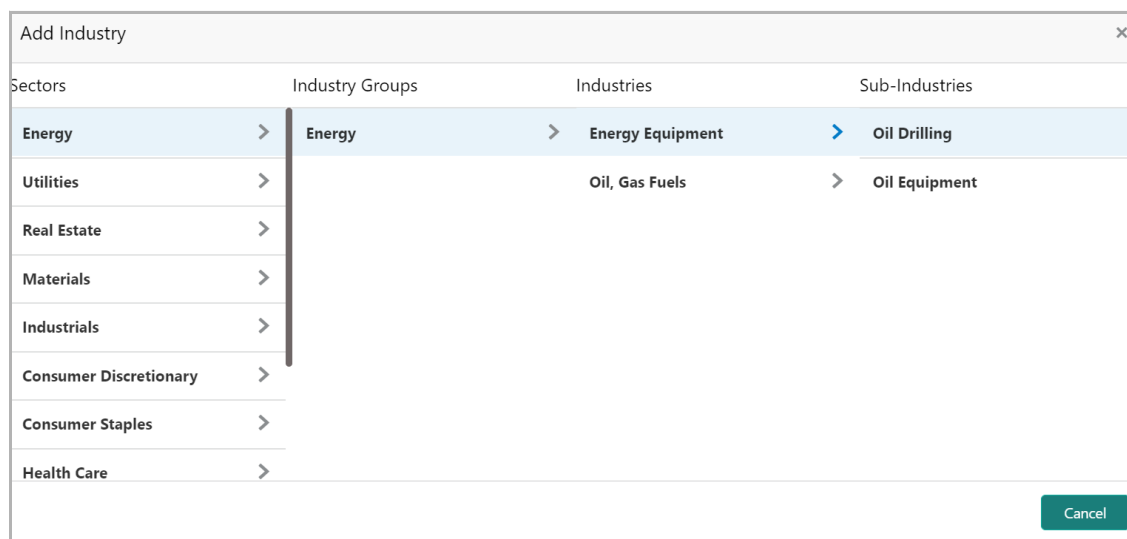 Add Industry
Sectors Industry Groups Industries Sub-Industries
Energy Energy Energy Equipment Oil Drilling
Utilities Oil, Gas Fuels Oil Equipment
Real Estate
Materials
Industrials
Consumer Discretionary
Consumer Staples
Health Care
Cancel